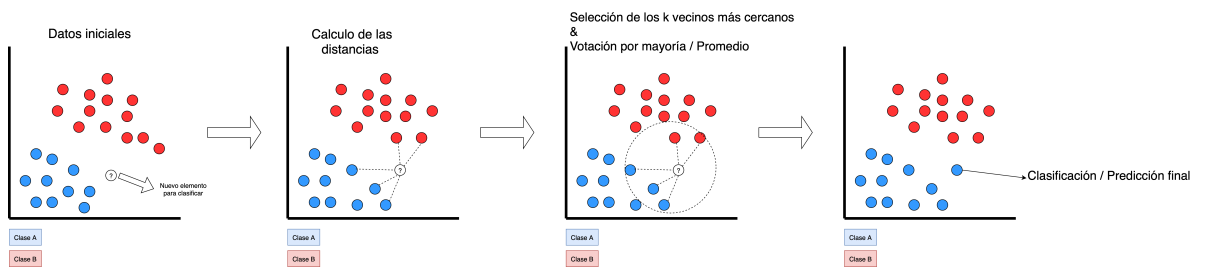 Datos iniciales
?
Nuevo elemento
para clasificar
Clase A
Clase B
Calculo de las
distancias
?
Clase A
Clase B
Selección de los k vecinos más cercanos
&
Votación por mayoría / Promedio
?
Clase A
Clase B
Clasificación / Predicción final
Clase A
Clase B